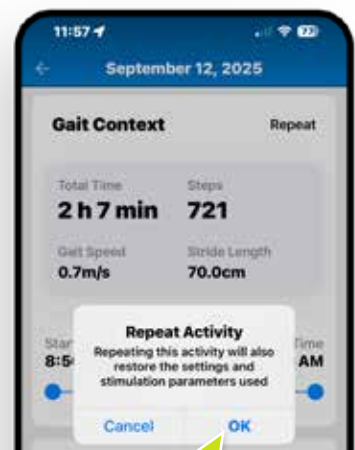 11:57
September 12, 2025
Gait Context Repeat
Total Time Steps
2 h 7 min 721
Gait Speed Stride Length
0.7m/s 70.0cm
Repeat Activity
Repeating this activity will also
restore the settings and
stimulation parameters used
Time
AM
Cancel OK